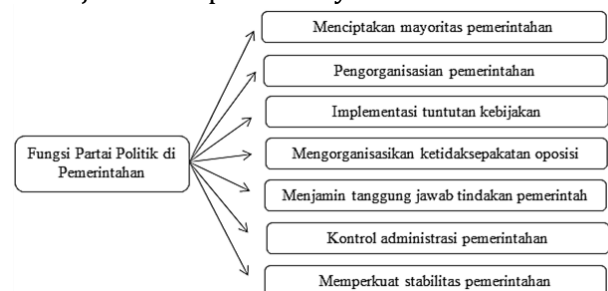 Menciptakan mayoritas pemerintahan
Pengorganisasian pemerintahan
Implementasi tuntutan kebijakan
Fungsi Partai Politik di
Pemerintahan
Mengorganisasikan ketidaksepakatan oposisi
Menjamin tanggung jawab tindakan pemerintah
Kontrol administrasi pemerintahan
Memperkuat stabilitas pemerintahan